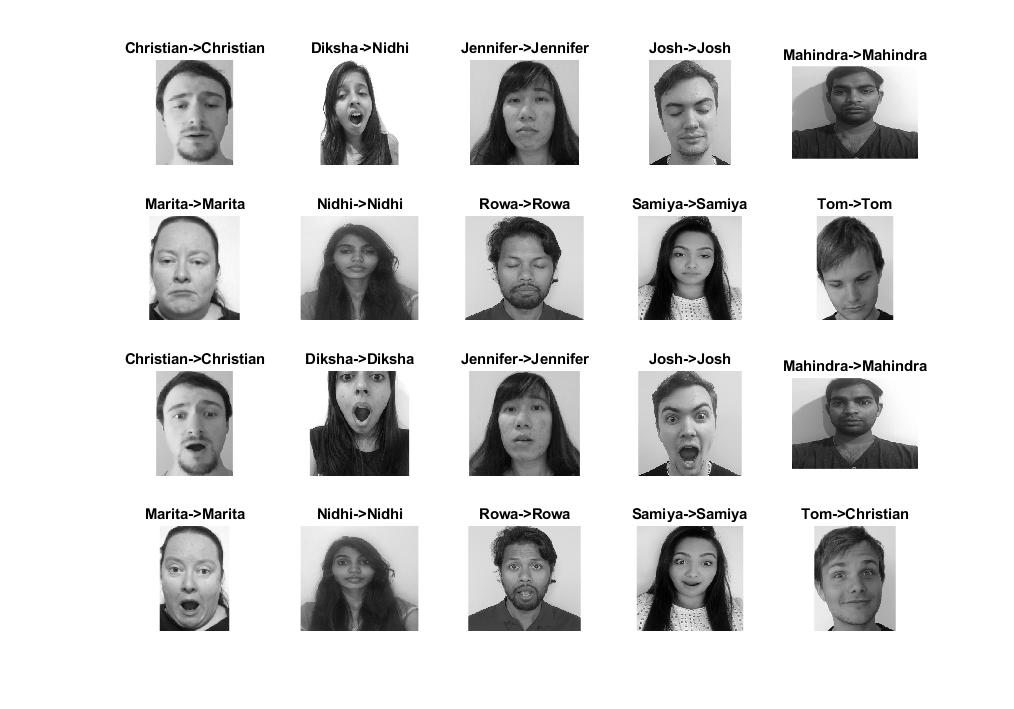 Christian->Christian Diksha->Nidhi Jennifer->Jennifer Josh->Josh Mahindra->Mahindra
Marita->Marita Nidhi->Nidhi Rowa->Rowa Samiya->Samiya Tom->Tom
Christian->Christian Diksha->Diksha Jennifer->Jennifer Josh->Josh Mahindra->Mahindra
Marita->Marita Nidhi->Nidhi Rowa->Rowa Samiya->Samiya Tom->Christian